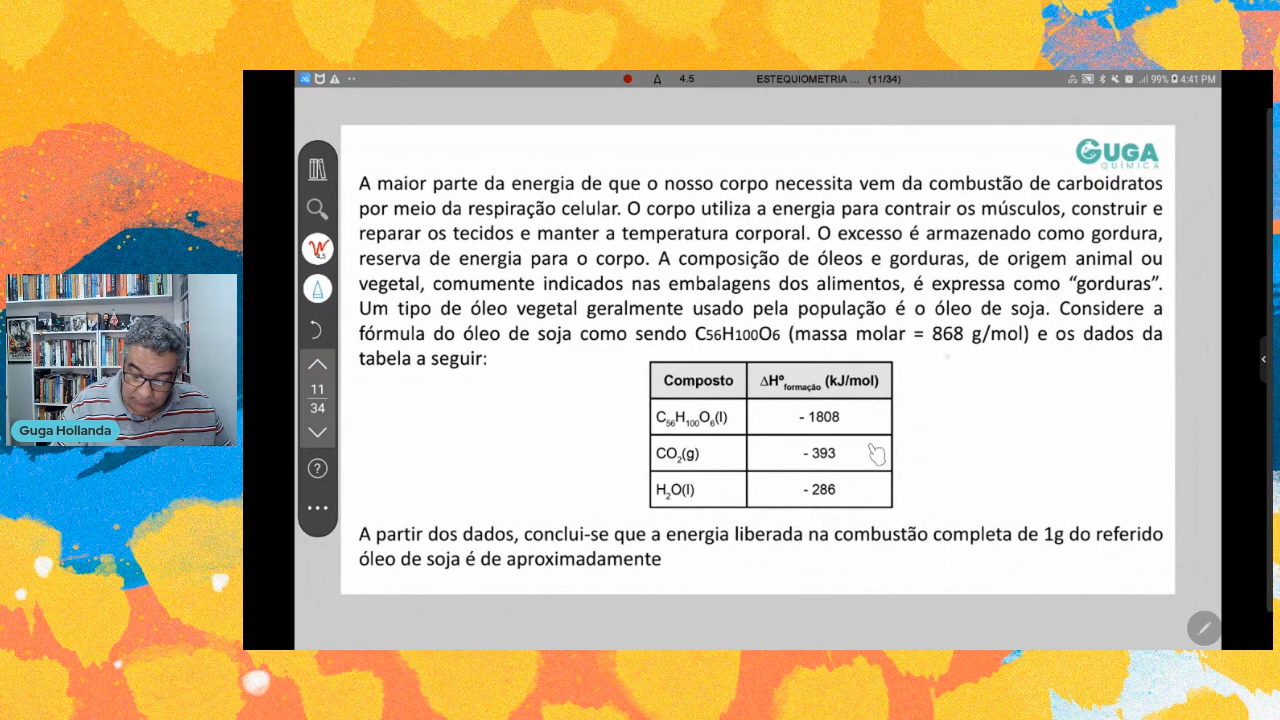 4.5
ESTEQUIOMETRIA ... (11/34)
99% 4:41 PM
GUGA
QUÍMICA
A maior parte da energia de que o nosso corpo necessita vem da combustão de carboidratos
por meio da respiração celular. O corpo utiliza a energia para contrair os músculos, construir e
reparar os tecidos e manter a temperatura corporal. O excesso é armazenado como gordura,
reserva de energia para o corpo. A composição de óleos e gorduras, de origem animal ou
vegetal, comumente indicados nas embalagens dos alimentos, é expressa como “gorduras”.
Um tipo de óleo vegetal geralmente usado pela população é o óleo de soja. Considere a
fórmula do óleo de soja como sendo C56H100O6 (massa molar = 868 g/mol) e os dados da
tabela a seguir:
Composto ΔHº formação (kJ/mol)
C56H100O6(l) - 1808
CO2(g) - 393
H2O(l) - 286
A partir dos dados, conclui-se que a energia liberada na combustão completa de 1g do referido
óleo de soja é de aproximadamente
4,5
11
34
?
Guga Hollanda